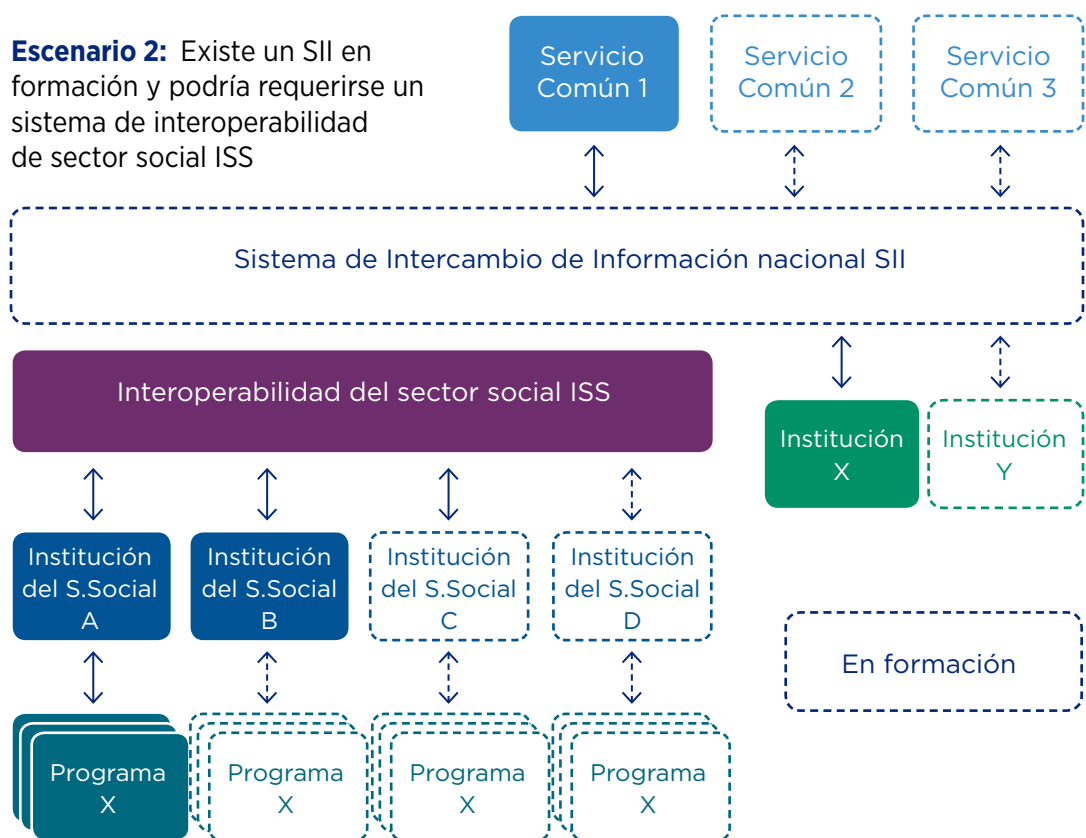 Escenario 2: Existe un SII en
formación y podría requerirse un
sistema de interoperabilidad
de sector social ISS
Servicio
Común 1
Servicio
Común 2
Servicio
Común 3
Sistema de Intercambio de Información nacional SII
Interoperabilidad del sector social ISS
Institución
X
Institución
Y
Institución
del S.Social
A
Institución
del S.Social
B
Institución
del S.Social
C
Institución
del S.Social
D
En formación
Programa
X
Programa
X
Programa
X
Programa
X